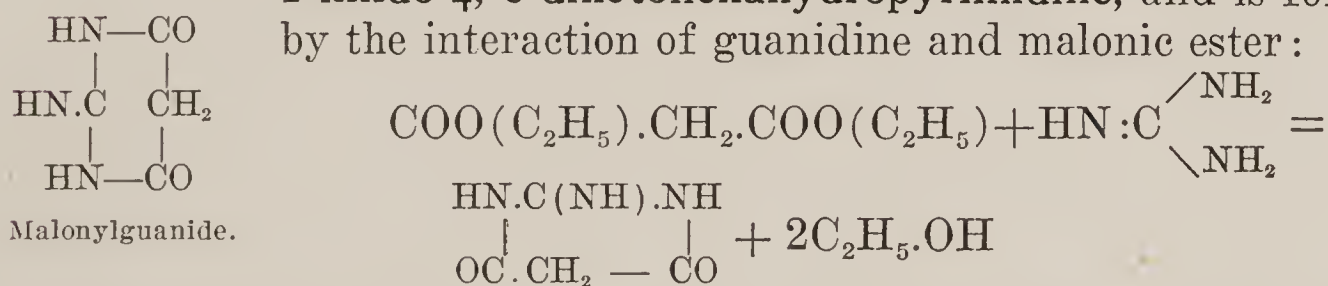 HN—CO
HN.C CH₂
HN—CO
Malonylguanide.
by the interaction of guanidine and malonic ester:
COO(C₂H₅).CH₂.COO(C₂H₅)+HN:C
NH₂
NH₂
=
HN.C(NH).NH
OC.CH₂ — CO
+ 2C₂H₅.OH